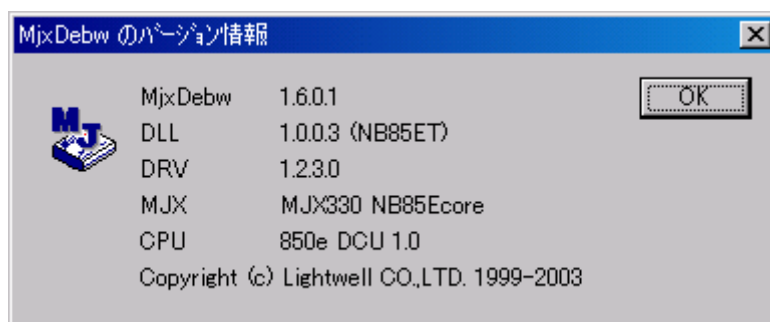 MjxDebw のバージョン情報
MjxDebw 1.6.0.1
OK
DLL 1.0.0.3 (NB85ET)
DRV 1.2.3.0
MJX MJX330 NB85Ecore
CPU 850e DCU 1.0
Copyright (c) Lightwell CO.,LTD. 1999-2003
MJ